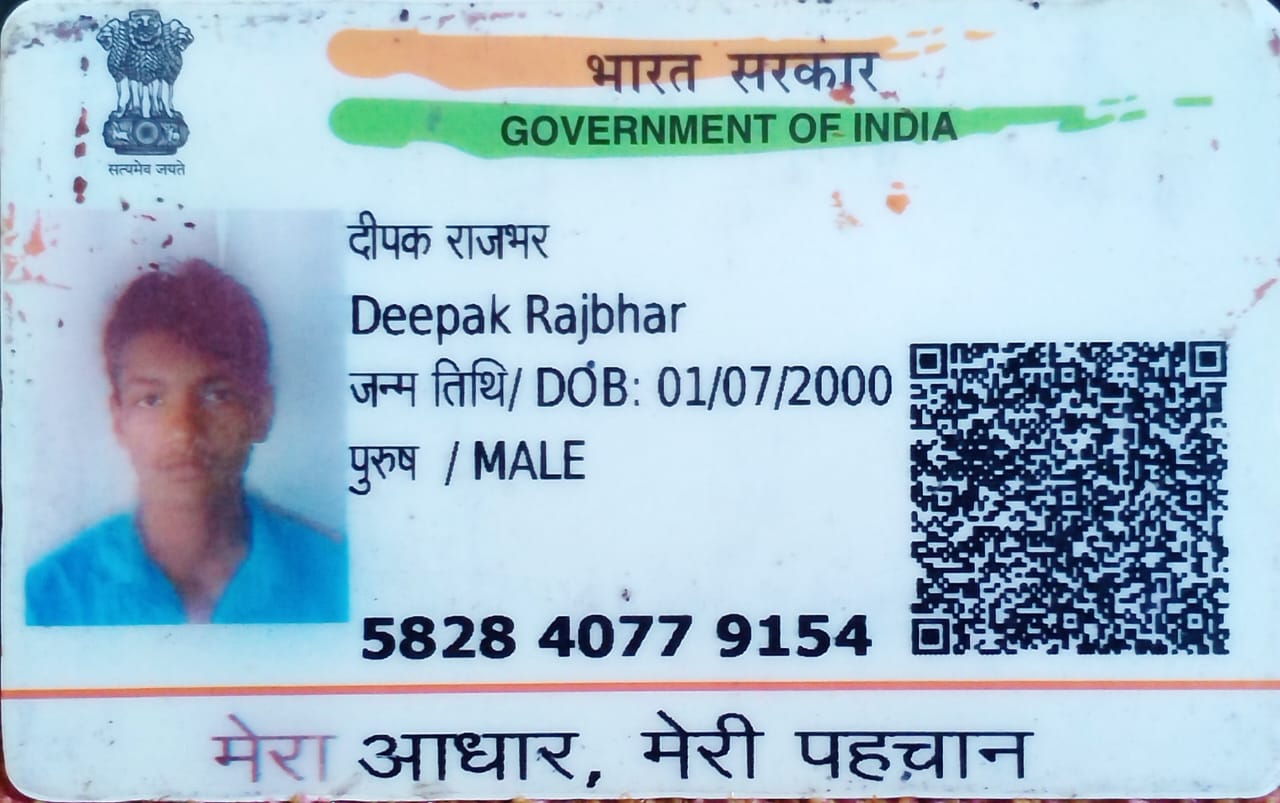 सत्यमेव जयते
भारत सरकार
GOVERNMENT OF INDIA
दीपक राजभर
Deepak Rajbhar
जन्म तिथि/ DOB: 01/07/2000
पुरुष / MALE
5828 4077 9154
मेरा आधार, मेरी पहचान